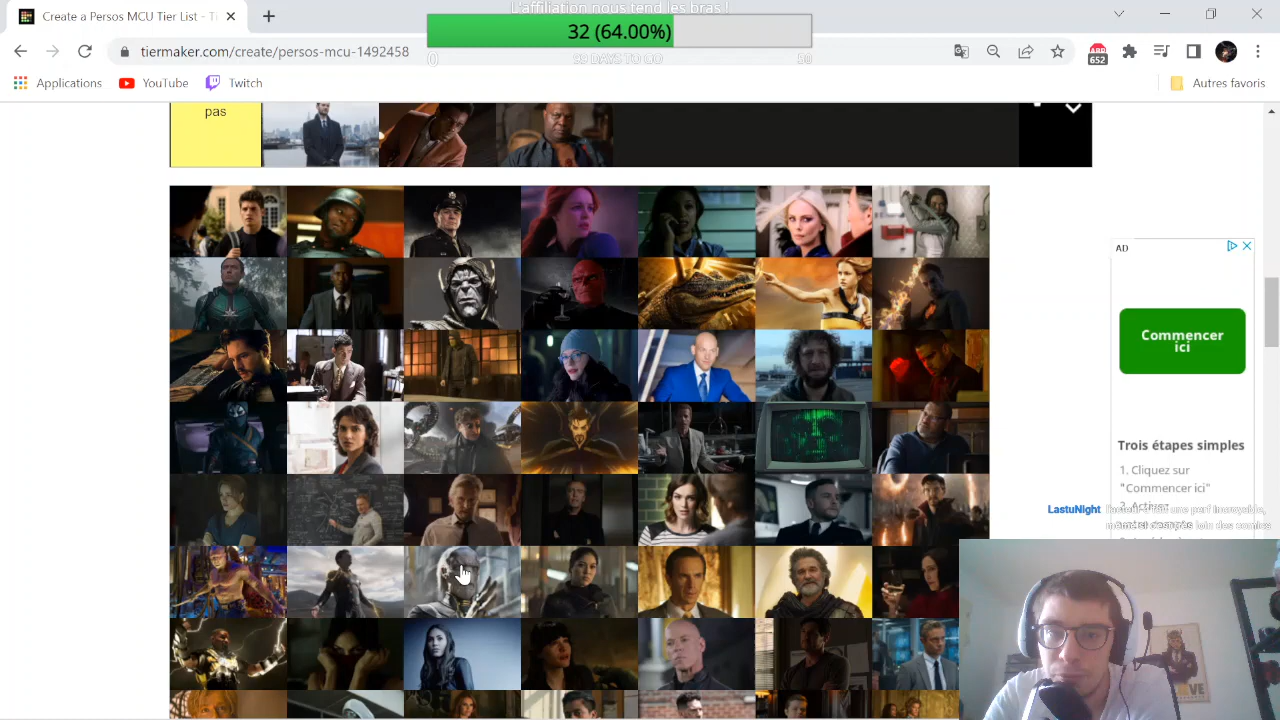 Create a Persos MCU Tier List - Ti
L'affiliation nous tend les bras !
32 (64.00%)
tiermaker.com/create/persos-mcu-1492458
652
Applications
YouTube
Twitch
Autres favoris
pas
AD
Commencer
ici
Trois étapes simples
1. Cliquez sur
"Commencer ici"
LastuNight